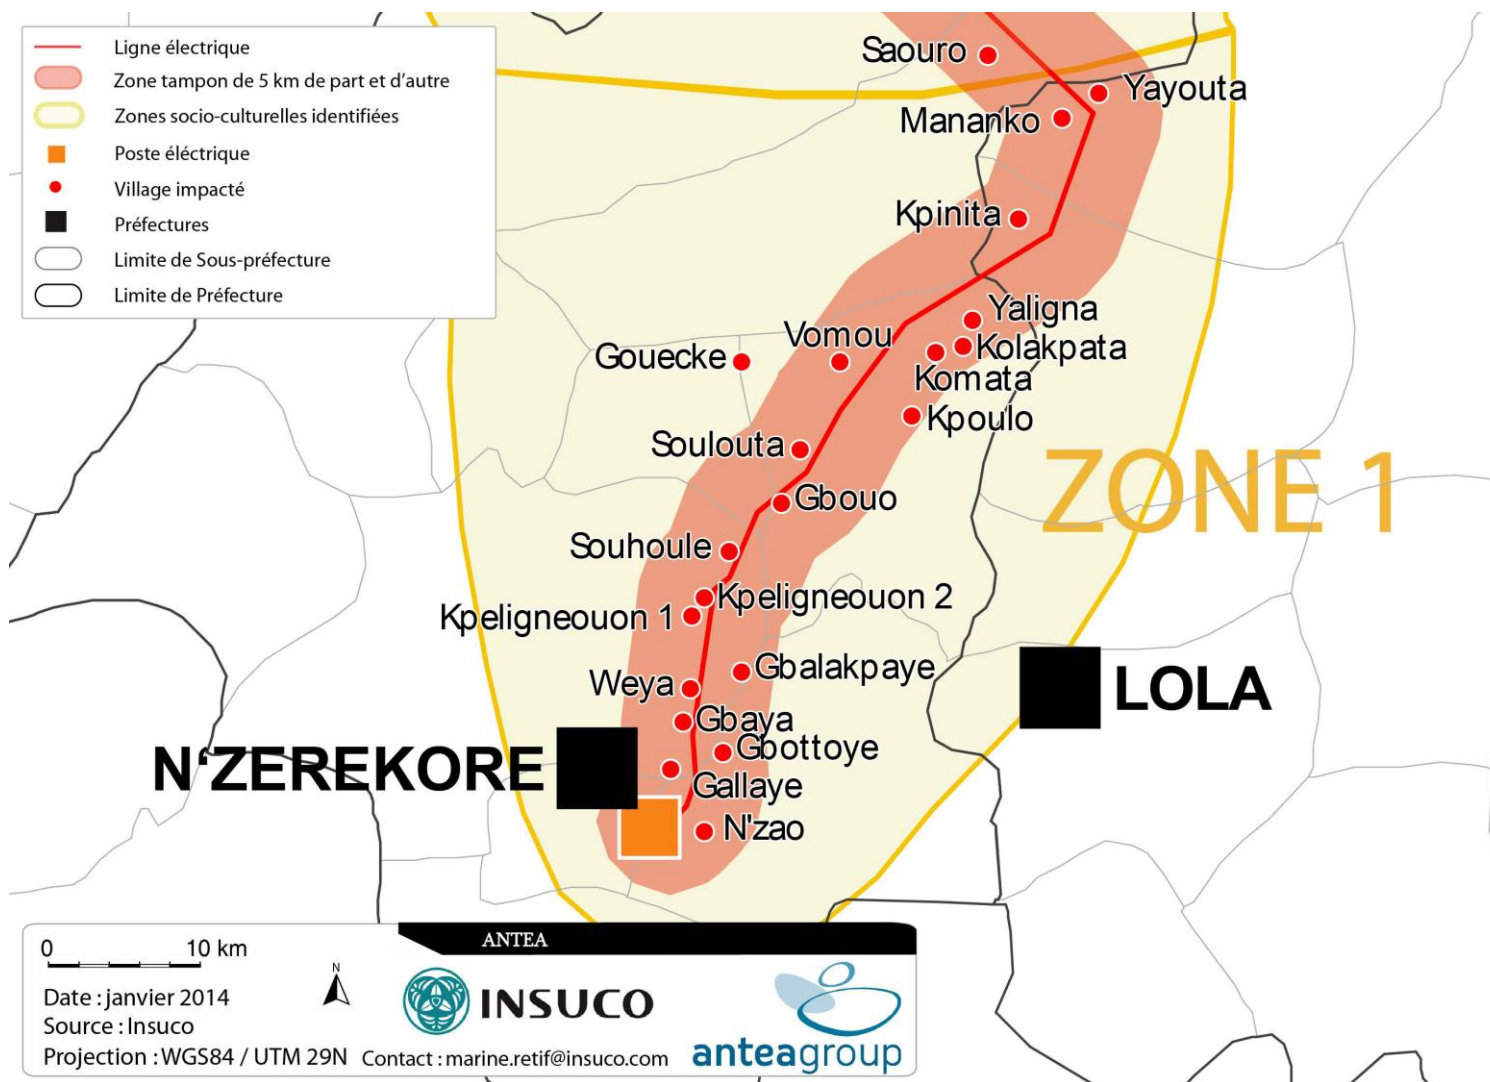 Ligne électrique
Zone tampon de 5 km de part et d'autre
Zones socio-culturelles identifiées
Poste éléctrique
Village impacté
Préfectures
Limite de Sous-préfecture
Limite de Préfecture
Saouro
Yayouta
Mananko
Kpinita
Yaligna
Vomou
Kolakpata
Gouecke
Komata
Kpoulo
Soulouta
ZONE 1
Gbouo
Souhoule
Kpeligneouon 2
Kpeligneouon 1
Gbalakpaye
Weya
LOLA
Gbaya
Gbottoye
N'ZEREKORE
Gallaye
N'zao
ANTEA
0 10 km
N
Date : janvier 2014
Source : Insuco
Projection : WGS84 / UTM 29N
INSUCO
Contact : marine.retif@insuco.com
anteagroup